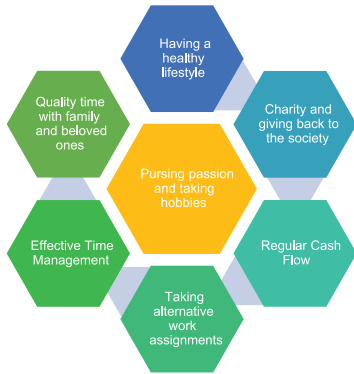 Having a
healthy
lifestyle
Quality time
with family
and beloved
ones
Charity and
giving back to
the society
Pursing passion
and taking
hobbies
Effective Time
Management
Regular Cash
Flow
Taking
alternative
work
assignments